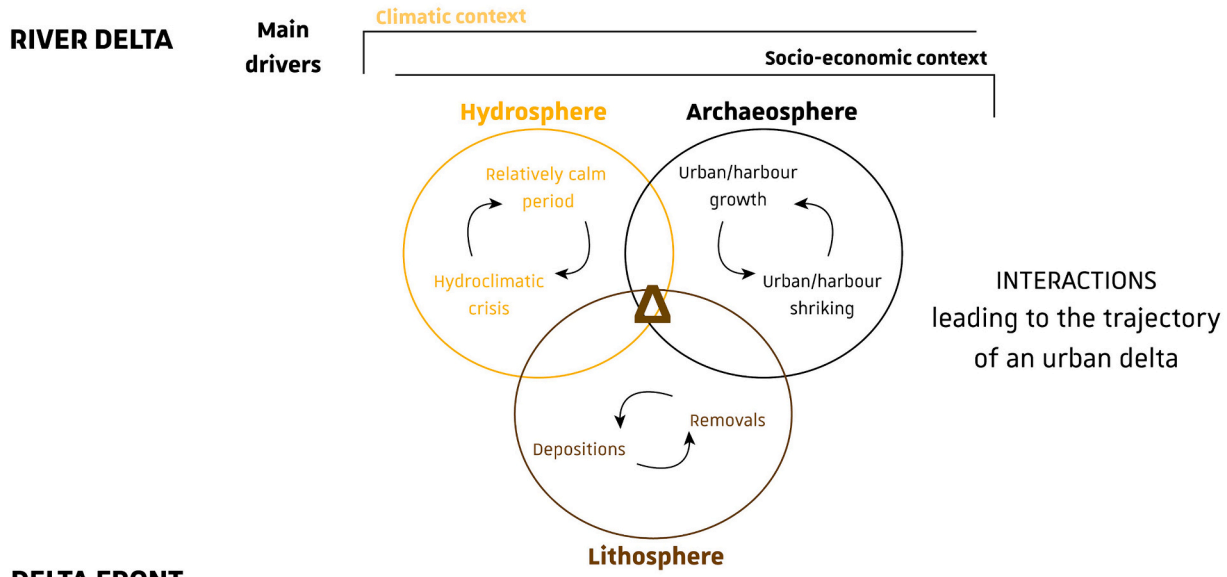 RIVER DELTA
Main
drivers
Climatic context
Socio-economic context
Hydrosphere
Archaeosphere
Relatively calm
period
Urban/harbour
growth
Hydroclimatic
crisis
Urban/harbour
shriking
INTERACTIONS
leading to the trajectory
of an urban delta
Δ
Removals
Depositions
Lithosphere
DELTA FRONT